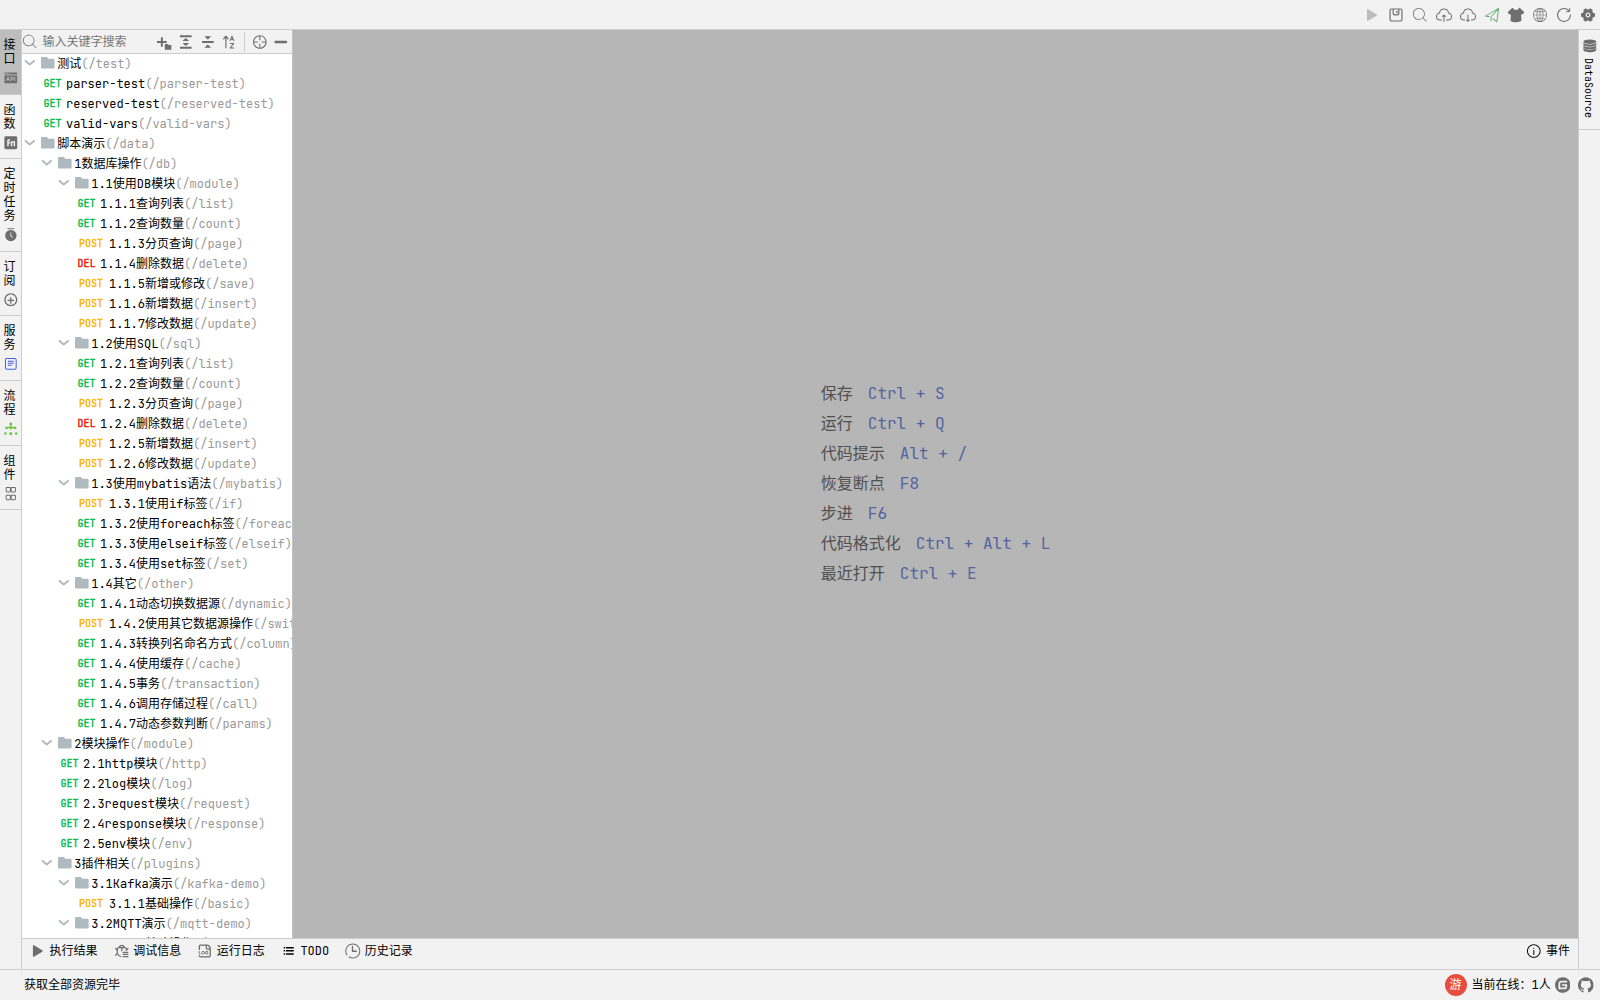 接口
函数
定时任务
订阅
服务
流程
组件
输入关键字搜索
测试(/test)
GET parser-test(/parser-test)
GET reserved-test(/reserved-test)
GET valid-vars(/valid-vars)
脚本演示(/data)
1数据库操作(/db)
1.1使用DB模块(/module)
GET 1.1.1查询列表(/list)
GET 1.1.2查询数量(/count)
POST 1.1.3分页查询(/page)
DEL 1.1.4删除数据(/delete)
POST 1.1.5新增或修改(/save)
POST 1.1.6新增数据(/insert)
POST 1.1.7修改数据(/update)
1.2使用SQL(/sql)
GET 1.2.1查询列表(/list)
GET 1.2.2查询数量(/count)
POST 1.2.3分页查询(/page)
DEL 1.2.4删除数据(/delete)
POST 1.2.5新增数据(/insert)
POST 1.2.6修改数据(/update)
1.3使用mybatis语法(/mybatis)
POST 1.3.1使用if标签(/if)
GET 1.3.2使用foreach标签(/foreac
GET 1.3.3使用elseif标签(/elseif)
GET 1.3.4使用set标签(/set)
1.4其它(/other)
GET 1.4.1动态切换数据源(/dynamic)
POST 1.4.2使用其它数据源操作(/swit
GET 1.4.3转换列名命名方式(/column
GET 1.4.4使用缓存(/cache)
GET 1.4.5事务(/transaction)
GET 1.4.6调用存储过程(/call)
GET 1.4.7动态参数判断(/params)
2模块操作(/module)
GET 2.1http模块(/http)
GET 2.2log模块(/log)
GET 2.3request模块(/request)
GET 2.4response模块(/response)
GET 2.5env模块(/env)
3插件相关(/plugins)
3.1Kafka演示(/kafka-demo)
POST 3.1.1基础操作(/basic)
3.2MQTT演示(/mqtt-demo)
保存 Ctrl + S
运行 Ctrl + Q
代码提示 Alt + /
恢复断点 F8
步进 F6
代码格式化 Ctrl + Alt + L
最近打开 Ctrl + E
DataSource
执行结果 调试信息 运行日志 TODO 历史记录 事件
获取全部资源完毕 游 当前在线：1人